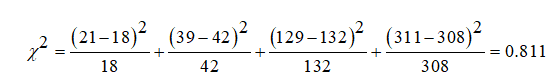 χ² = (21−18)²/18 + (39−42)²/42 + (129−132)²/132 + (311−308)²/308 = 0.811